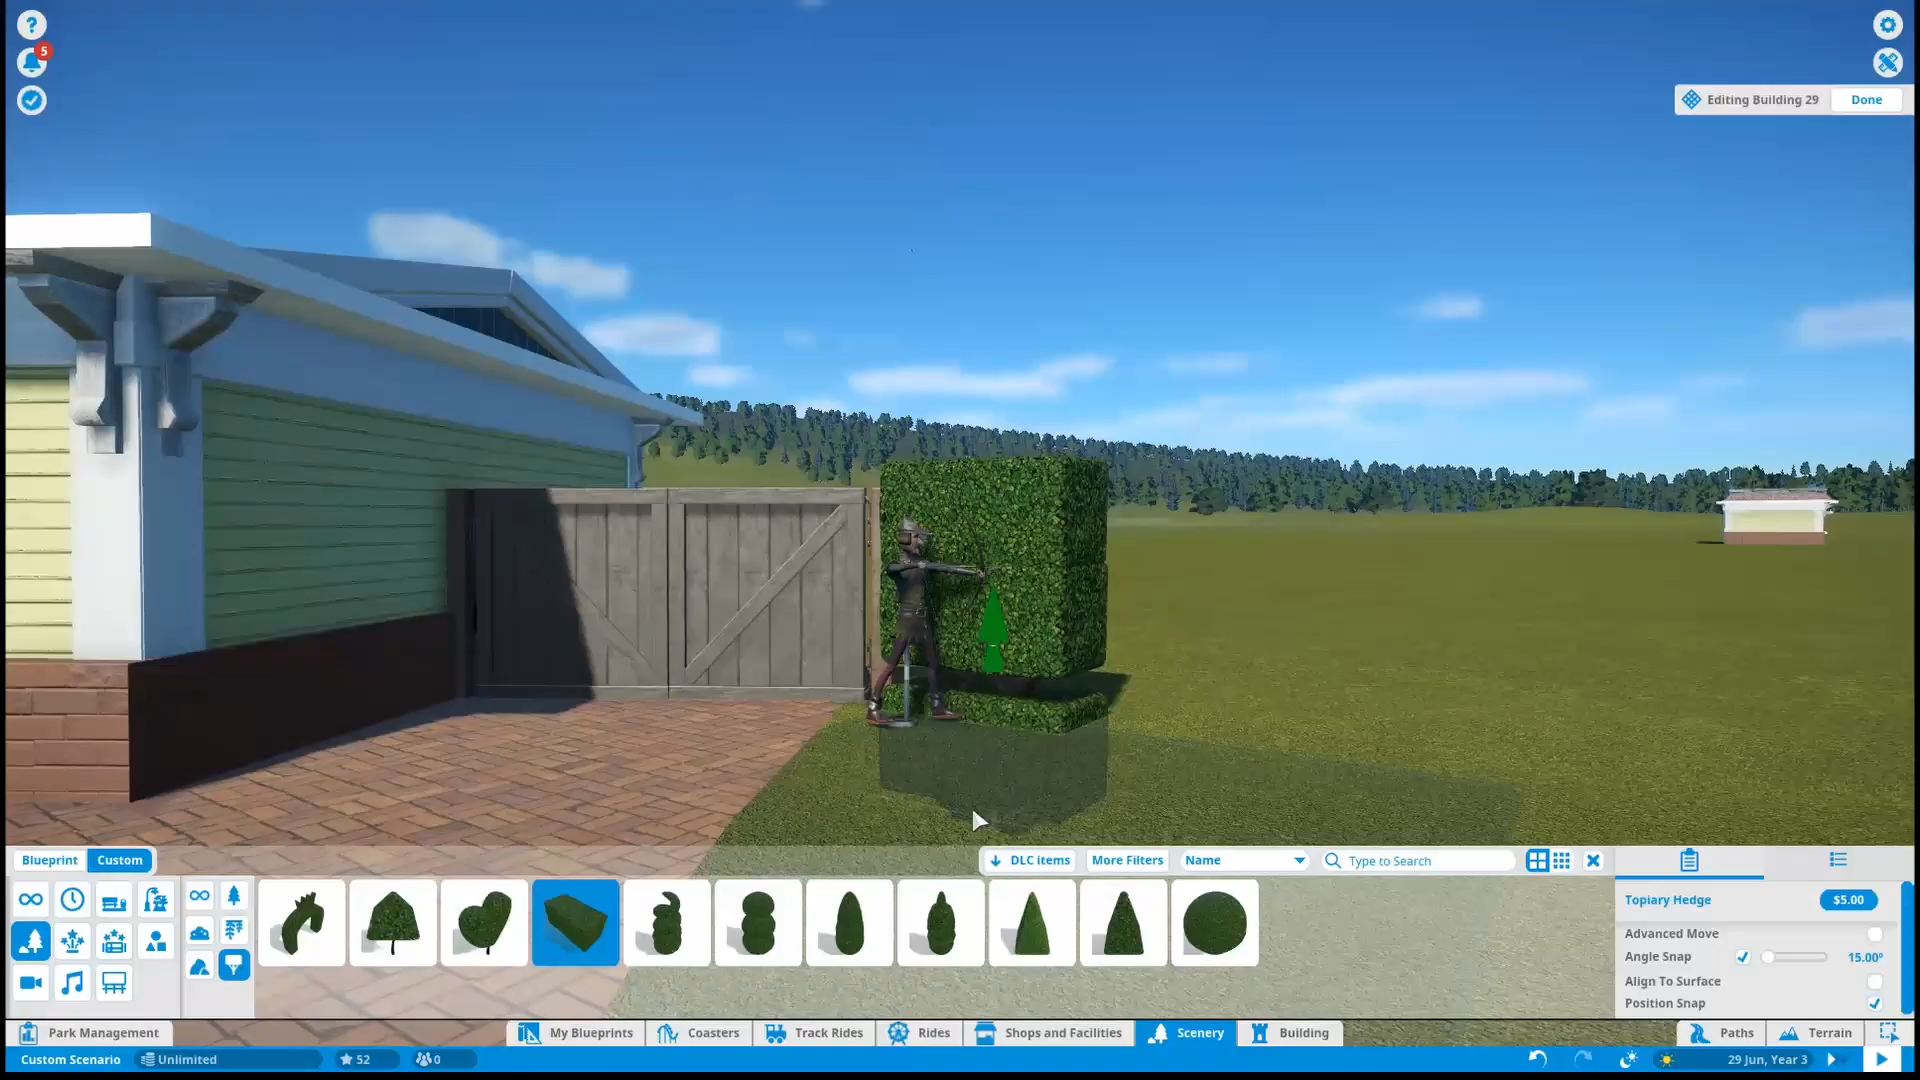 ?
5
Editing Building 29 Done
Blueprint Custom
DLC items More Filters Name Type to Search
Topiary Hedge $5.00
Advanced Move
Angle Snap 15.00°
Align To Surface
Position Snap
Park Management My Blueprints Coasters Track Rides Rides Shops and Facilities Scenery Building Paths Terrain
Custom Scenario Unlimited 52 0 29 Jun, Year 3